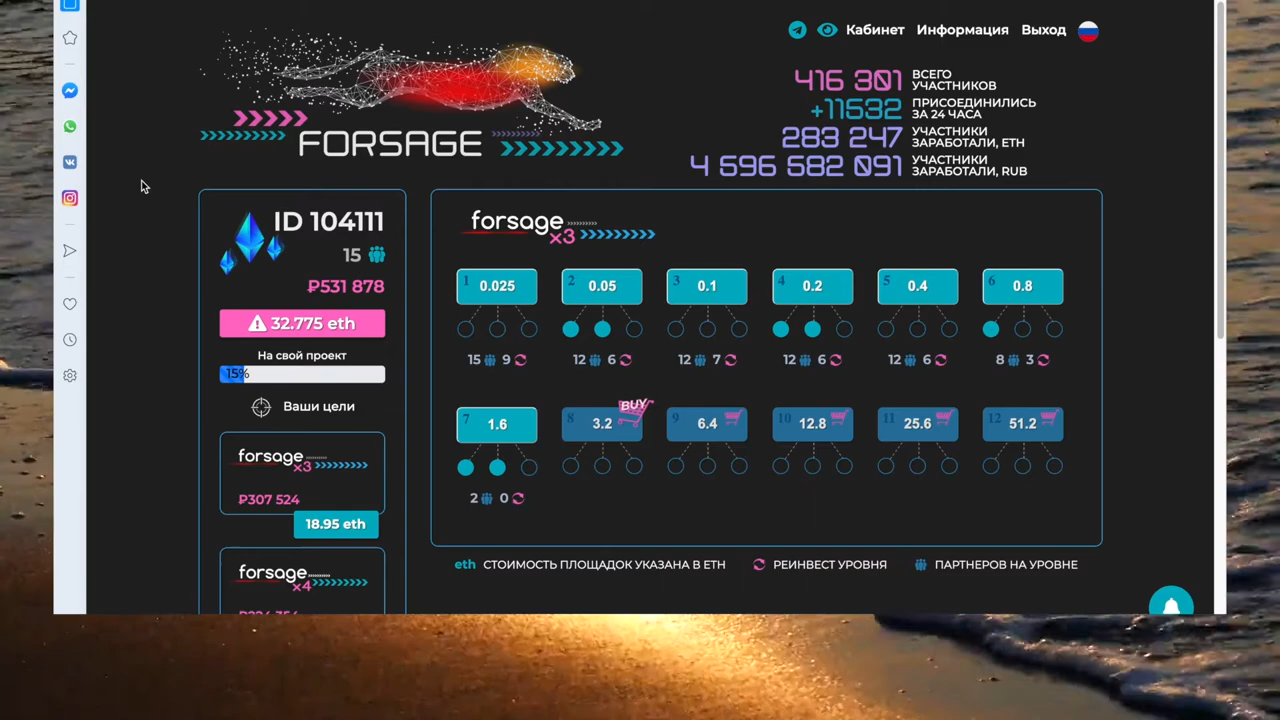 Кабинет Информация Выход
416 301 ВСЕГО УЧАСТНИКОВ
+11532 ПРИСОЕДИНИЛИСЬ ЗА 24 ЧАСА
283 247 УЧАСТНИКИ ЗАРАБОТАЛИ, ETH
4 596 582 091 УЧАСТНИКИ ЗАРАБОТАЛИ, RUB
FORSAGE
ID 104111
15
₽531 878
32.775 eth
На свой проект
15%
Ваши цели
forsage
x3
₽307 524
18.95 eth
forsage
x4
forsage
x3
1 0.025
2 0.05
3 0.1
4 0.2
5 0.4
6 0.8
15 9
12 6
12 7
12 6
12 6
8 3
7 1.6
8 3.2 BUY
9 6.4
10 12.8
11 25.6
12 51.2
2 0
eth СТОИМОСТЬ ПЛОЩАДОК УКАЗАНА В ETH
РЕИНВЕСТ УРОВНЯ
ПАРТНЕРОВ НА УРОВНЕ